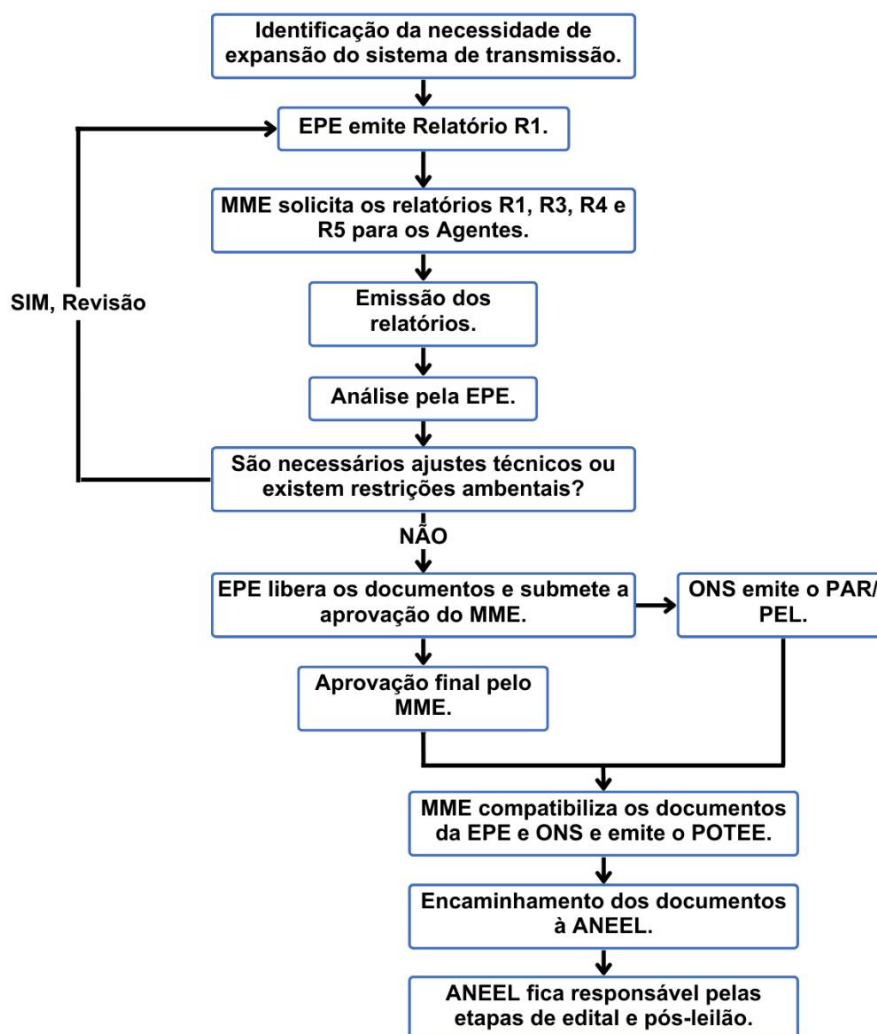 Identificação da necessidade de
expansão do sistema de transmissão.
EPE emite Relatório R1.
MME solicita os relatórios R1, R3, R4 e
R5 para os Agentes.
SIM, Revisão
Emissão dos
relatórios.
Análise pela EPE.
São necessários ajustes técnicos ou
existem restrições ambentais?
NÃO
EPE libera os documentos e submete a
aprovação do MME.
ONS emite o PAR/
PEL.
Aprovação final pelo
MME.
MME compatibiliza os documentos
da EPE e ONS e emite o POTEE.
Encaminhamento dos documentos
à ANEEL.
ANEEL fica responsável pelas
etapas de edital e pós-leilão.